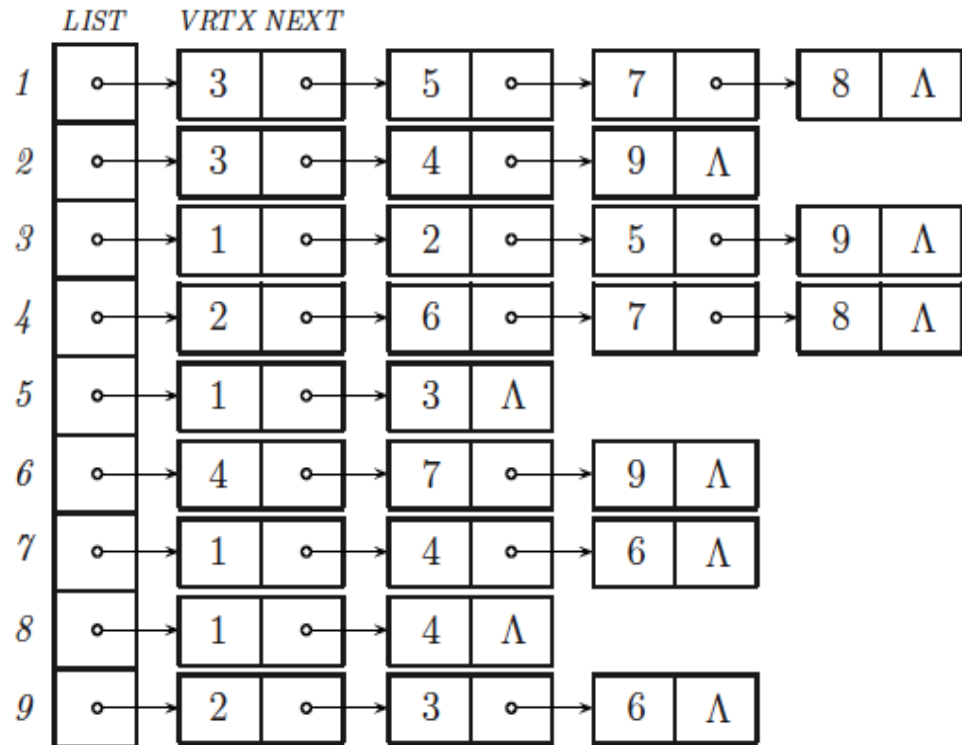 LIST VRTX NEXT
1 3 5 7 8 Λ
2 3 4 9 Λ
3 1 2 5 9 Λ
4 2 6 7 8 Λ
5 1 3 Λ
6 4 7 9 Λ
7 1 4 6 Λ
8 1 4 Λ
9 2 3 6 Λ